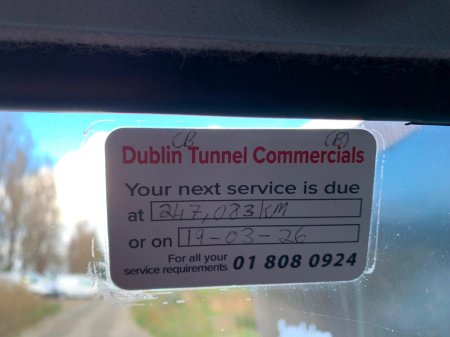 CB (B)
Dublin Tunnel Commercials
Your next service is due
at 247,083 KM
or on 19-03-26
For all your
service requirements 01 808 0924